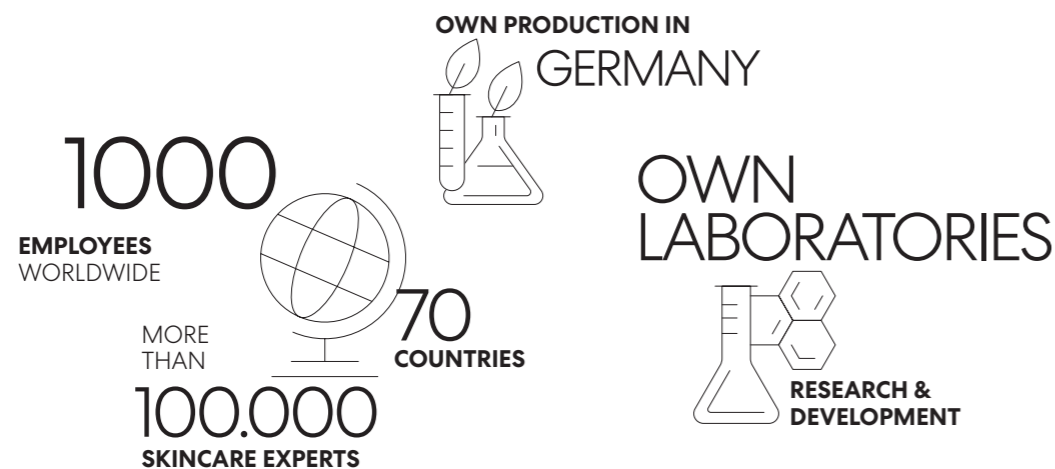 OWN PRODUCTION IN
GERMANY
1000
EMPLOYEES
WORLDWIDE
70
COUNTRIES
MORE
THAN
100.000
SKINCARE EXPERTS
OWN
LABORATORIES
RESEARCH &
DEVELOPMENT